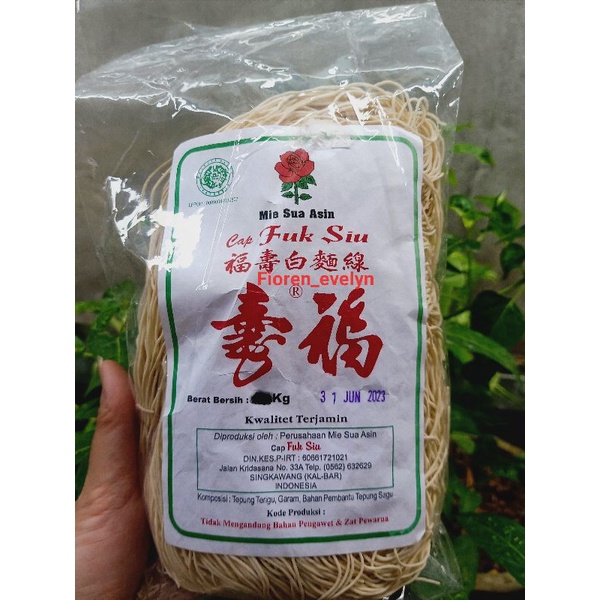 Mie Sua Asin
Cap Fuk Siu
福壽白麵線
Fioren_evelyn
®
壽福
Berat Bersih : Kg 31 JUN 2023
Kwalitet Terjamin
Diproduksi oleh : Perusahaan Mie Sua Asin
Cap Fuk Siu
DIN.KES.P-IRT : 60661721021
Jalan Kridasana No. 33A Telp. (0562) 632629
SINGKAWANG (KAL-BAR)
INDONESIA
Komposisi : Tepung Terigu, Garam, Bahan Pembantu Tepung Sagu
Kode Produksi :
Tidak Mengandung Bahan Pengawet & Zat Pewarna